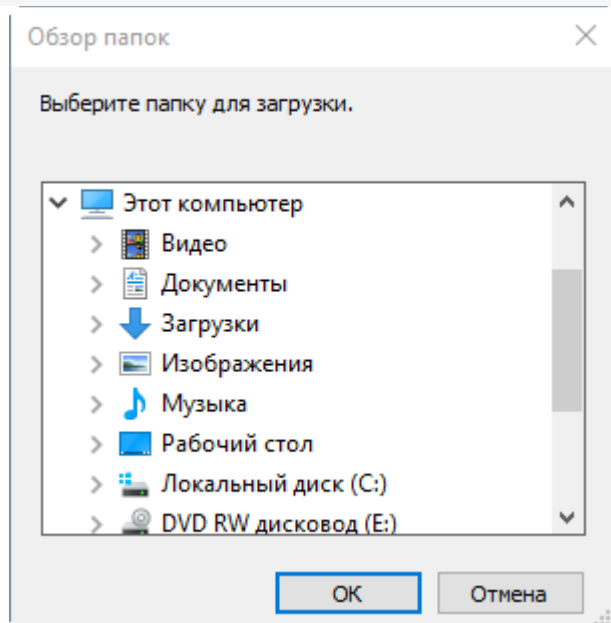 Обзор папок
Выберите папку для загрузки.
Этот компьютер
Видео
Документы
Загрузки
Изображения
Музыка
Рабочий стол
Локальный диск (C:)
DVD RW дисковод (E:)
ОК
Отмена